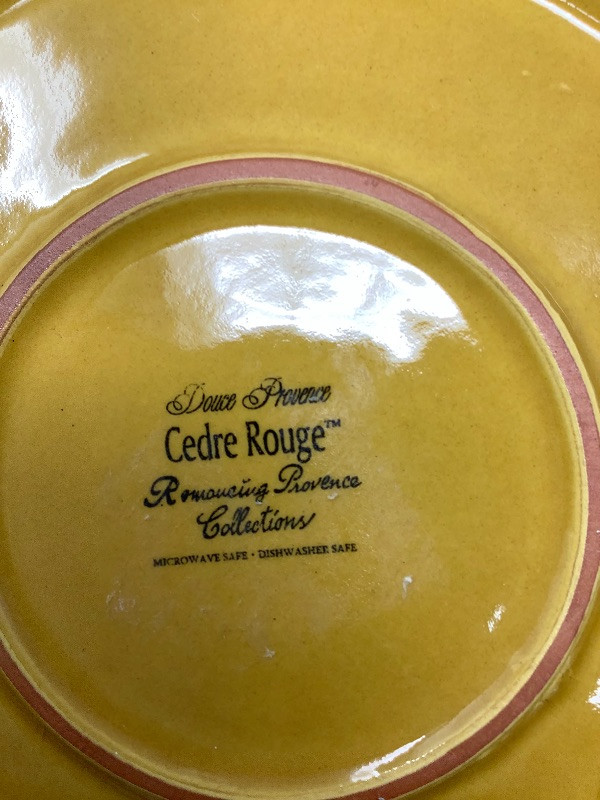 Douce Provence
Cedre Rouge™
Romancing Provence
Collections
MICROWAVE SAFE · DISHWASHER SAFE